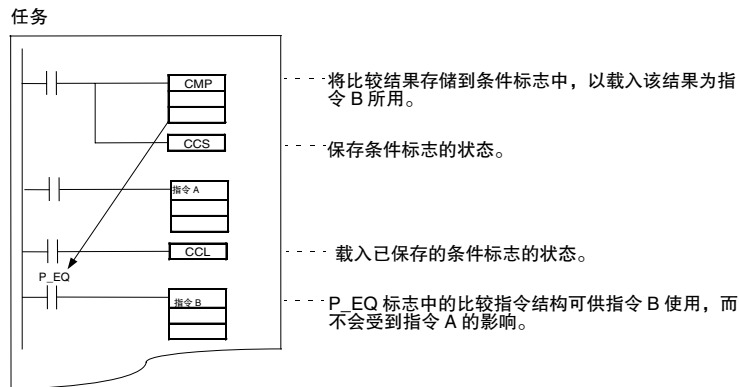 任务
CMP
将比较结果存储到条件标志中，以载入该结果为指
令 B 所用。
CCS
保存条件标志的状态。
指令 A
CCL
载入已保存的条件标志的状态。
P_EQ
指令 B
P_EQ 标志中的比较指令结构可供指令 B 使用，而
不会受到指令 A 的影响。